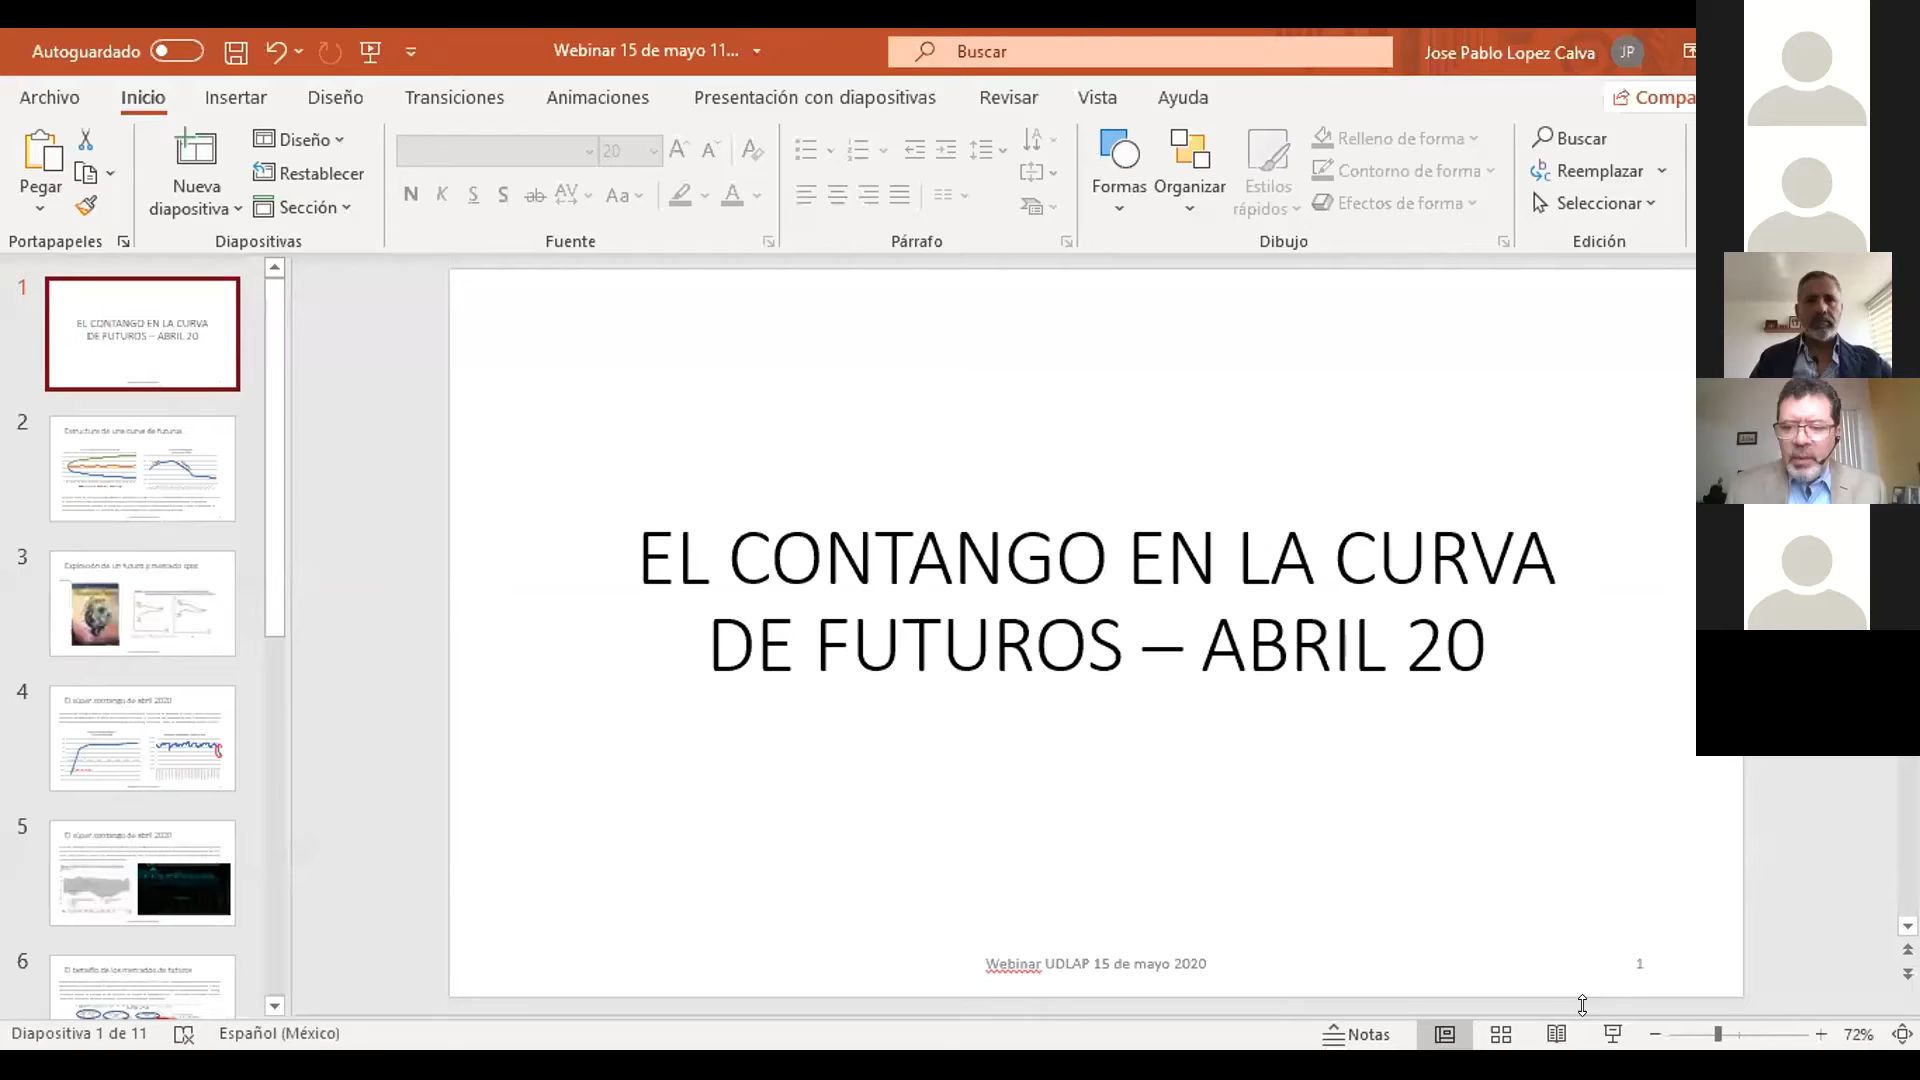 Autoguardado
Webinar 15 de mayo 11...
Buscar
Jose Pablo Lopez Calva
JP
Archivo
Inicio
Insertar
Diseño
Transiciones
Animaciones
Presentación con diapositivas
Revisar
Vista
Ayuda
Compa
Pegar
Nueva
diapositiva
Diseño
Restablecer
Sección
20
N K S S ab AV Aa A
Formas
Organizar
Estilos
rápidos
Relleno de forma
Contorno de forma
Efectos de forma
Buscar
Reemplazar
Seleccionar
Portapapeles
Diapositivas
Fuente
Párrafo
Dibujo
Edición
1
EL CONTANGO EN LA CURVA
DE FUTUROS – ABRIL 20
2
Estructura de una curva de futuros
3
4
El súper contango de abril 2020
5
El súper contango de abril 2020
6
El tamaño de los mercados de futuros
EL CONTANGO EN LA CURVA
DE FUTUROS – ABRIL 20
Webinar UDLAP 15 de mayo 2020
1
Diapositiva 1 de 11
Español (México)
Notas
72%